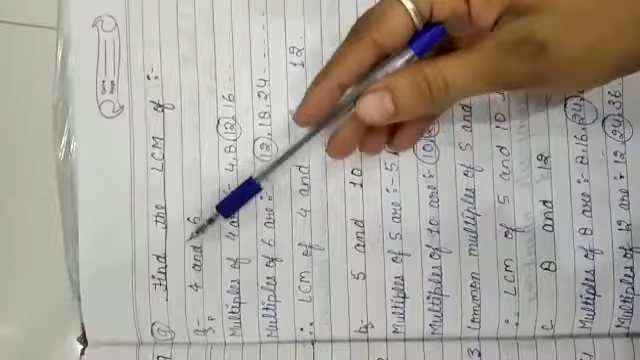 Q Find the LCM of :-
a- 4 and 6
Multiples of 4 4, 8, 12, 16...
Multiples of 6 are :- 12, 18, 24.....
∴ LCM of 4 and 12.
b- 5 and 10
Multiples of 5 are :- 5,
Multiples of 10 are :- 10
3. Common multiples of 5 and
∴ LCM of 5 and 10
c. 8 and 12
Multiples of 8 are :- 8, 16, 24,
Multiples of 12 are :- 12, 24, 36